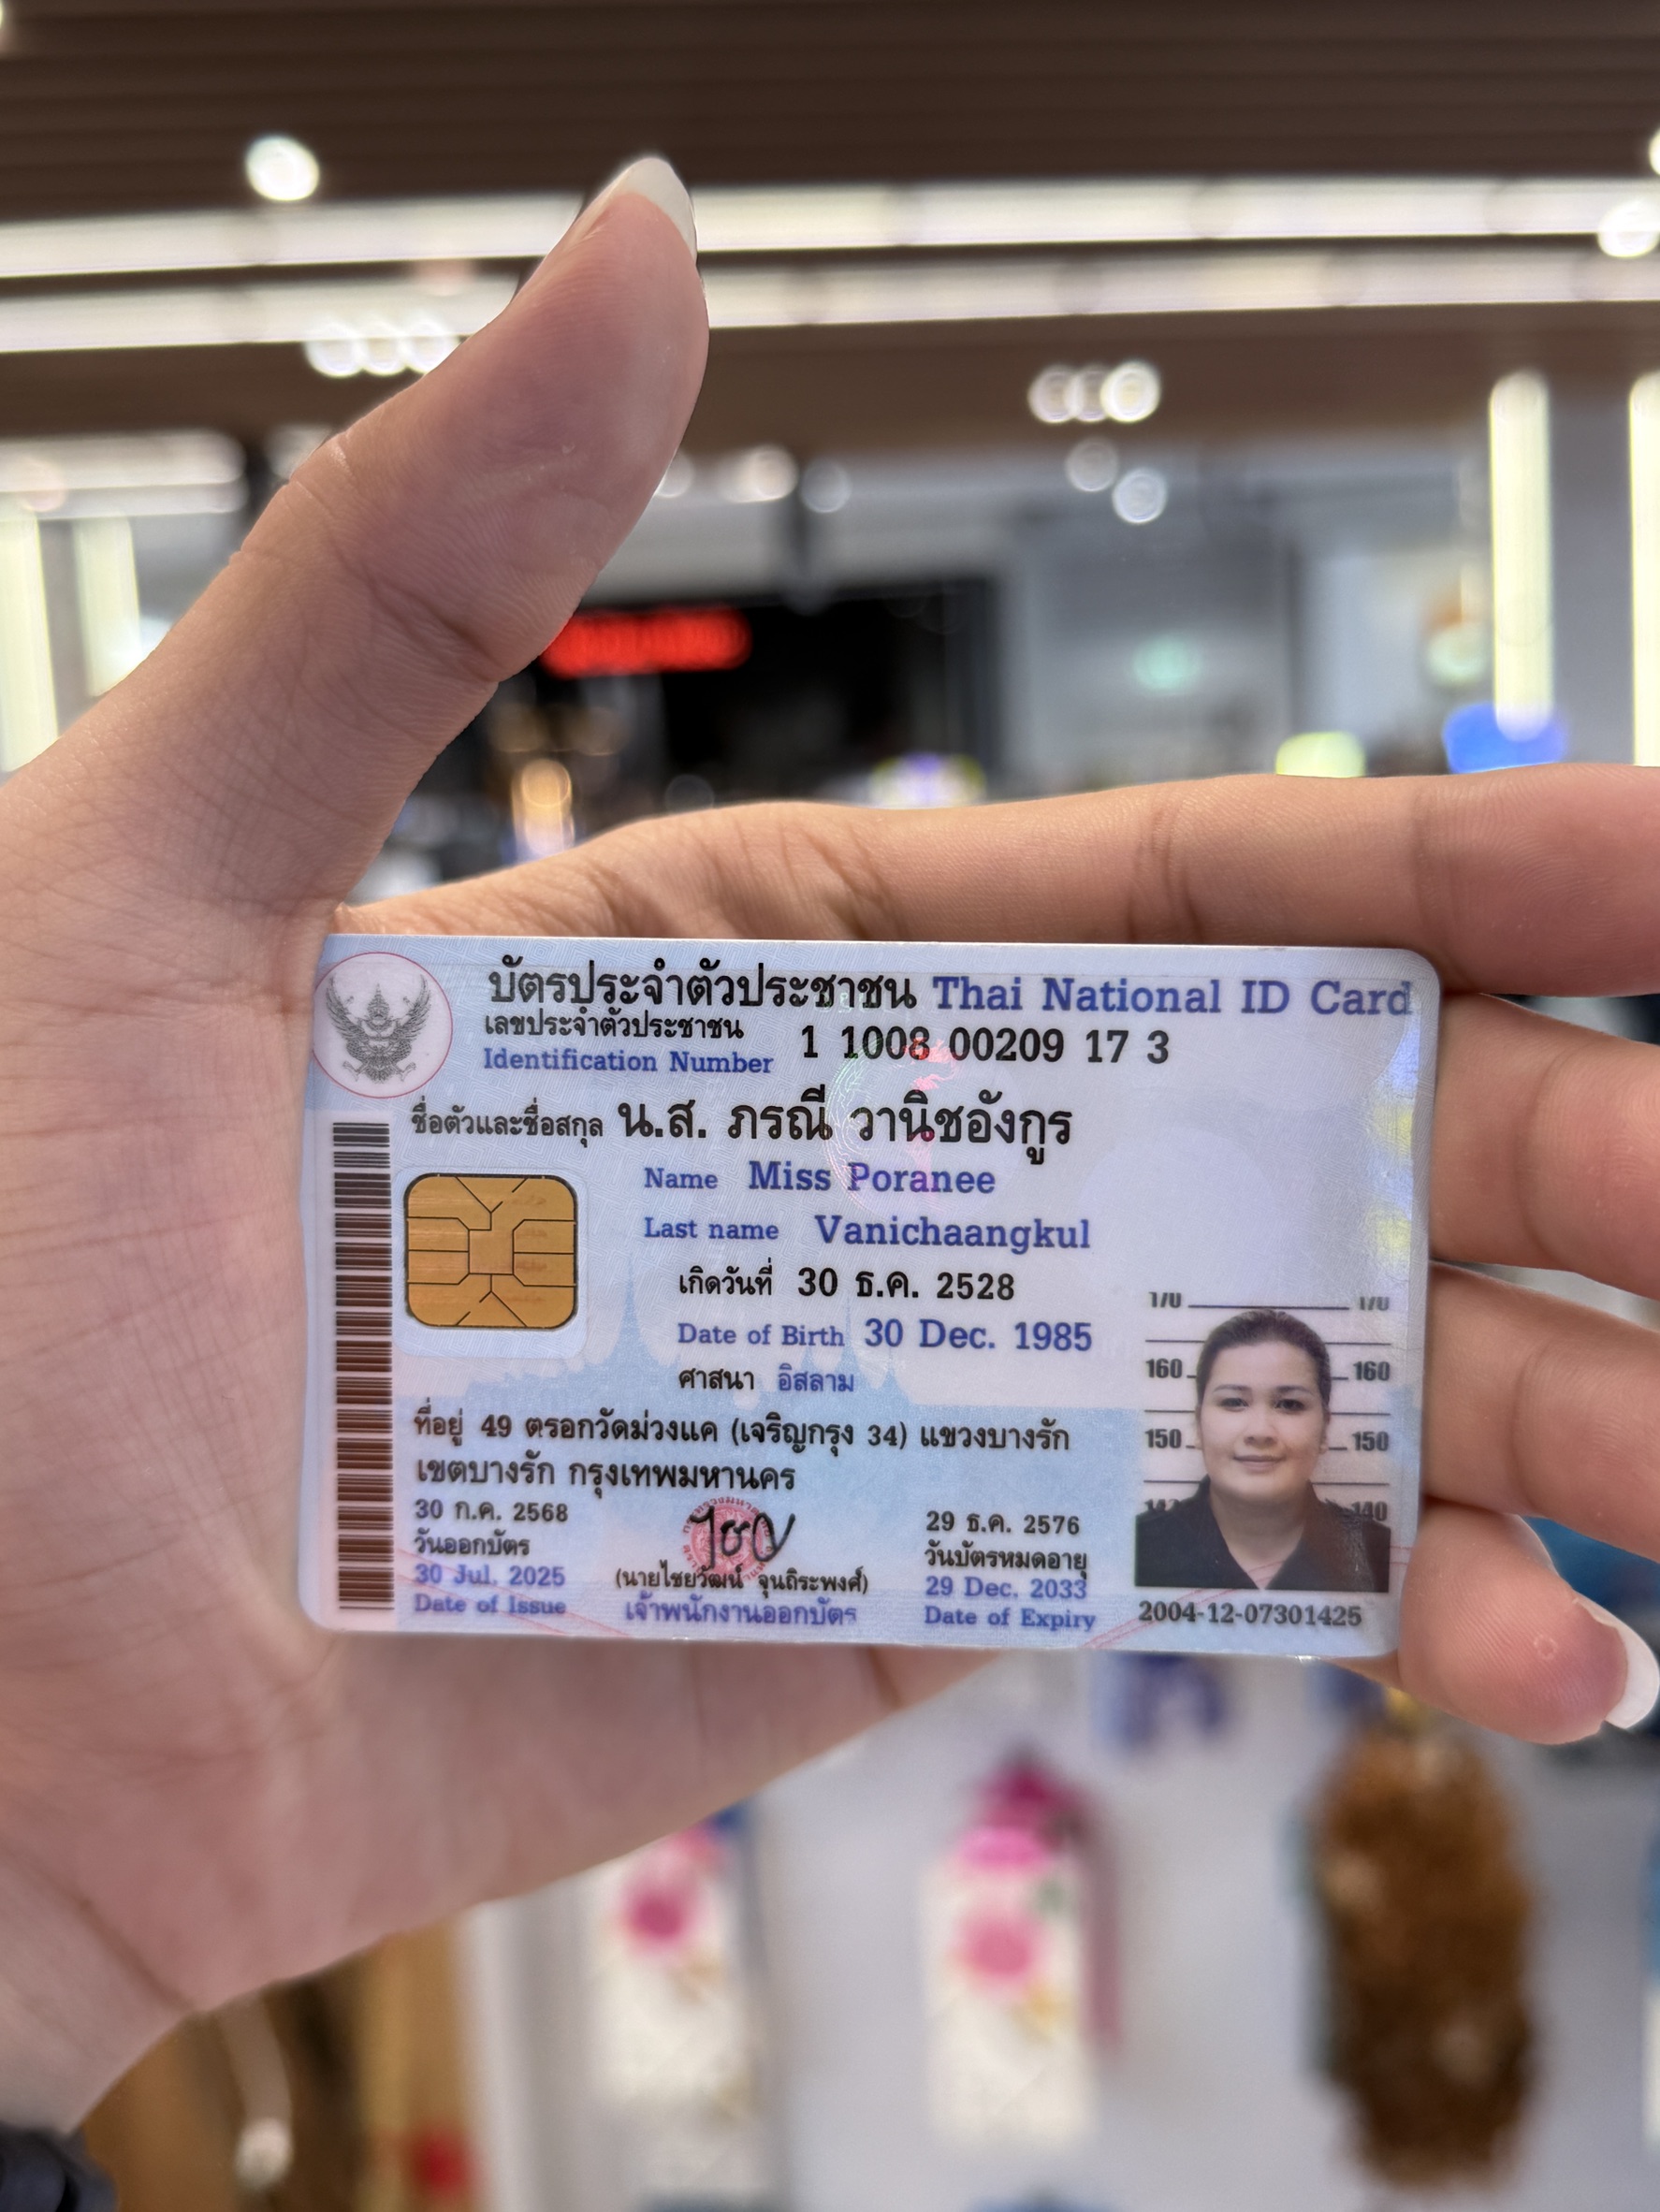 บัตรประจำตัวประชาชน Thai National ID Card
เลขประจำตัวประชาชน
Identification Number 1 1008 00209 17 3
ชื่อตัวและชื่อสกุล น.ส. ภรณี วานิชอังกูร
Name Miss Poranee
Last name Vanichaangkul
เกิดวันที่ 30 ธ.ค. 2528
Date of Birth 30 Dec. 1985
ศาสนา อิสลาม
ที่อยู่ 49 ตรอกวัดม่วงแค (เจริญกรุง 34) แขวงบางรัก
เขตบางรัก กรุงเทพมหานคร
30 ก.ค. 2568
วันออกบัตร
30 Jul. 2025
Date of Issue
(นายไชยวัฒน์ จุนถิระพงศ์)
เจ้าพนักงานออกบัตร
29 ธ.ค. 2576
วันบัตรหมดอายุ
29 Dec. 2033
Date of Expiry
170 170
160 160
150 150
140
2004-12-07301425